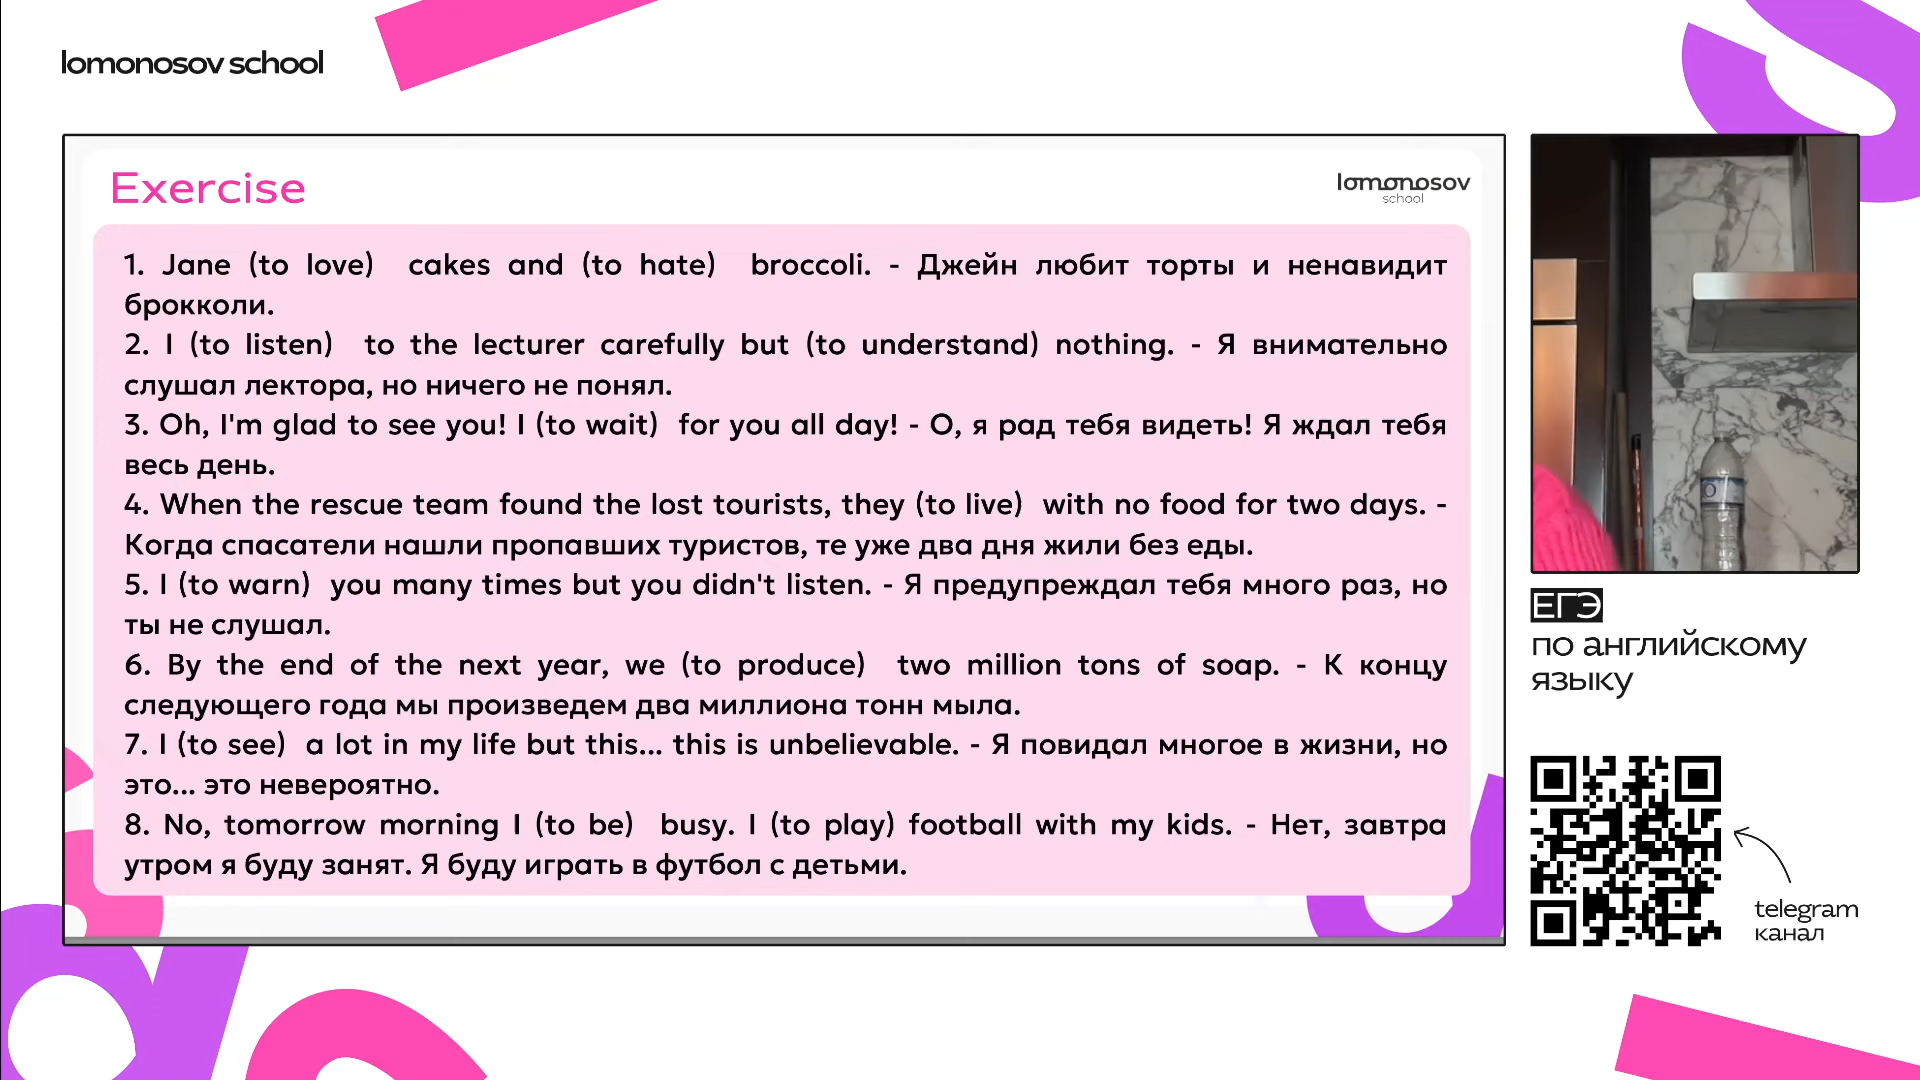 lomonosov school
Exercise
lomonosov
school
1. Jane (to love) cakes and (to hate) broccoli. - Джейн любит торты и ненавидит
брокколи.
2. I (to listen) to the lecturer carefully but (to understand) nothing. - Я внимательно
слушал лектора, но ничего не понял.
3. Oh, I'm glad to see you! I (to wait) for you all day! - О, я рад тебя видеть! Я ждал тебя
весь день.
4. When the rescue team found the lost tourists, they (to live) with no food for two days. -
Когда спасатели нашли пропавших туристов, те уже два дня жили без еды.
5. I (to warn) you many times but you didn't listen. - Я предупреждал тебя много раз, но
ты не слушал.
6. By the end of the next year, we (to produce) two million tons of soap. - К концу
следующего года мы произведем два миллиона тонн мыла.
7. I (to see) a lot in my life but this... this is unbelievable. - Я повидал многое в жизни, но
это... это невероятно.
8. No, tomorrow morning I (to be) busy. I (to play) football with my kids. - Нет, завтра
утром я буду занят. Я буду играть в футбол с детьми.
ЕГЭ
по английскому
языку
telegram
канал